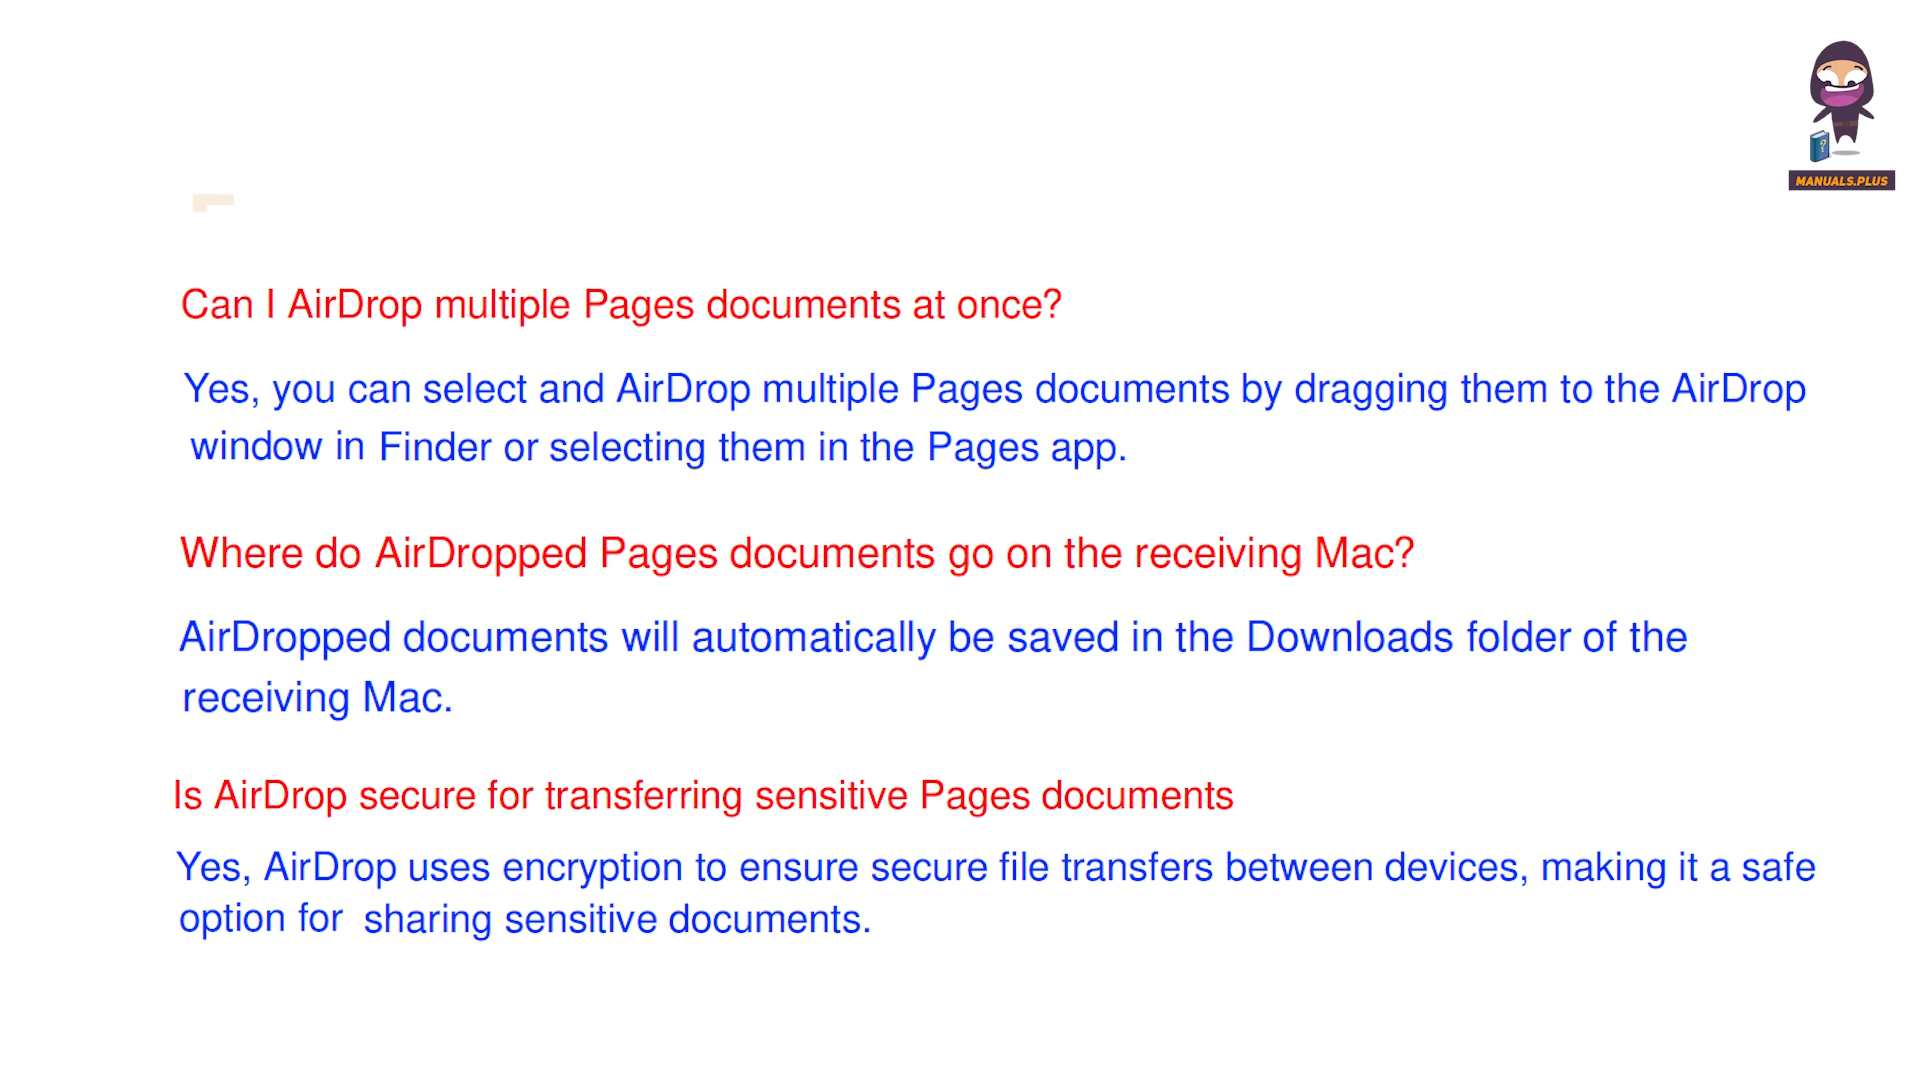 MANUALS.PLUS
Can I AirDrop multiple Pages documents at once?
Yes, you can select and AirDrop multiple Pages documents by dragging them to the AirDrop
window in Finder or selecting them in the Pages app.
Where do AirDropped Pages documents go on the receiving Mac?
AirDropped documents will automatically be saved in the Downloads folder of the
receiving Mac.
Is AirDrop secure for transferring sensitive Pages documents
Yes, AirDrop uses encryption to ensure secure file transfers between devices, making it a safe
option for sharing sensitive documents.